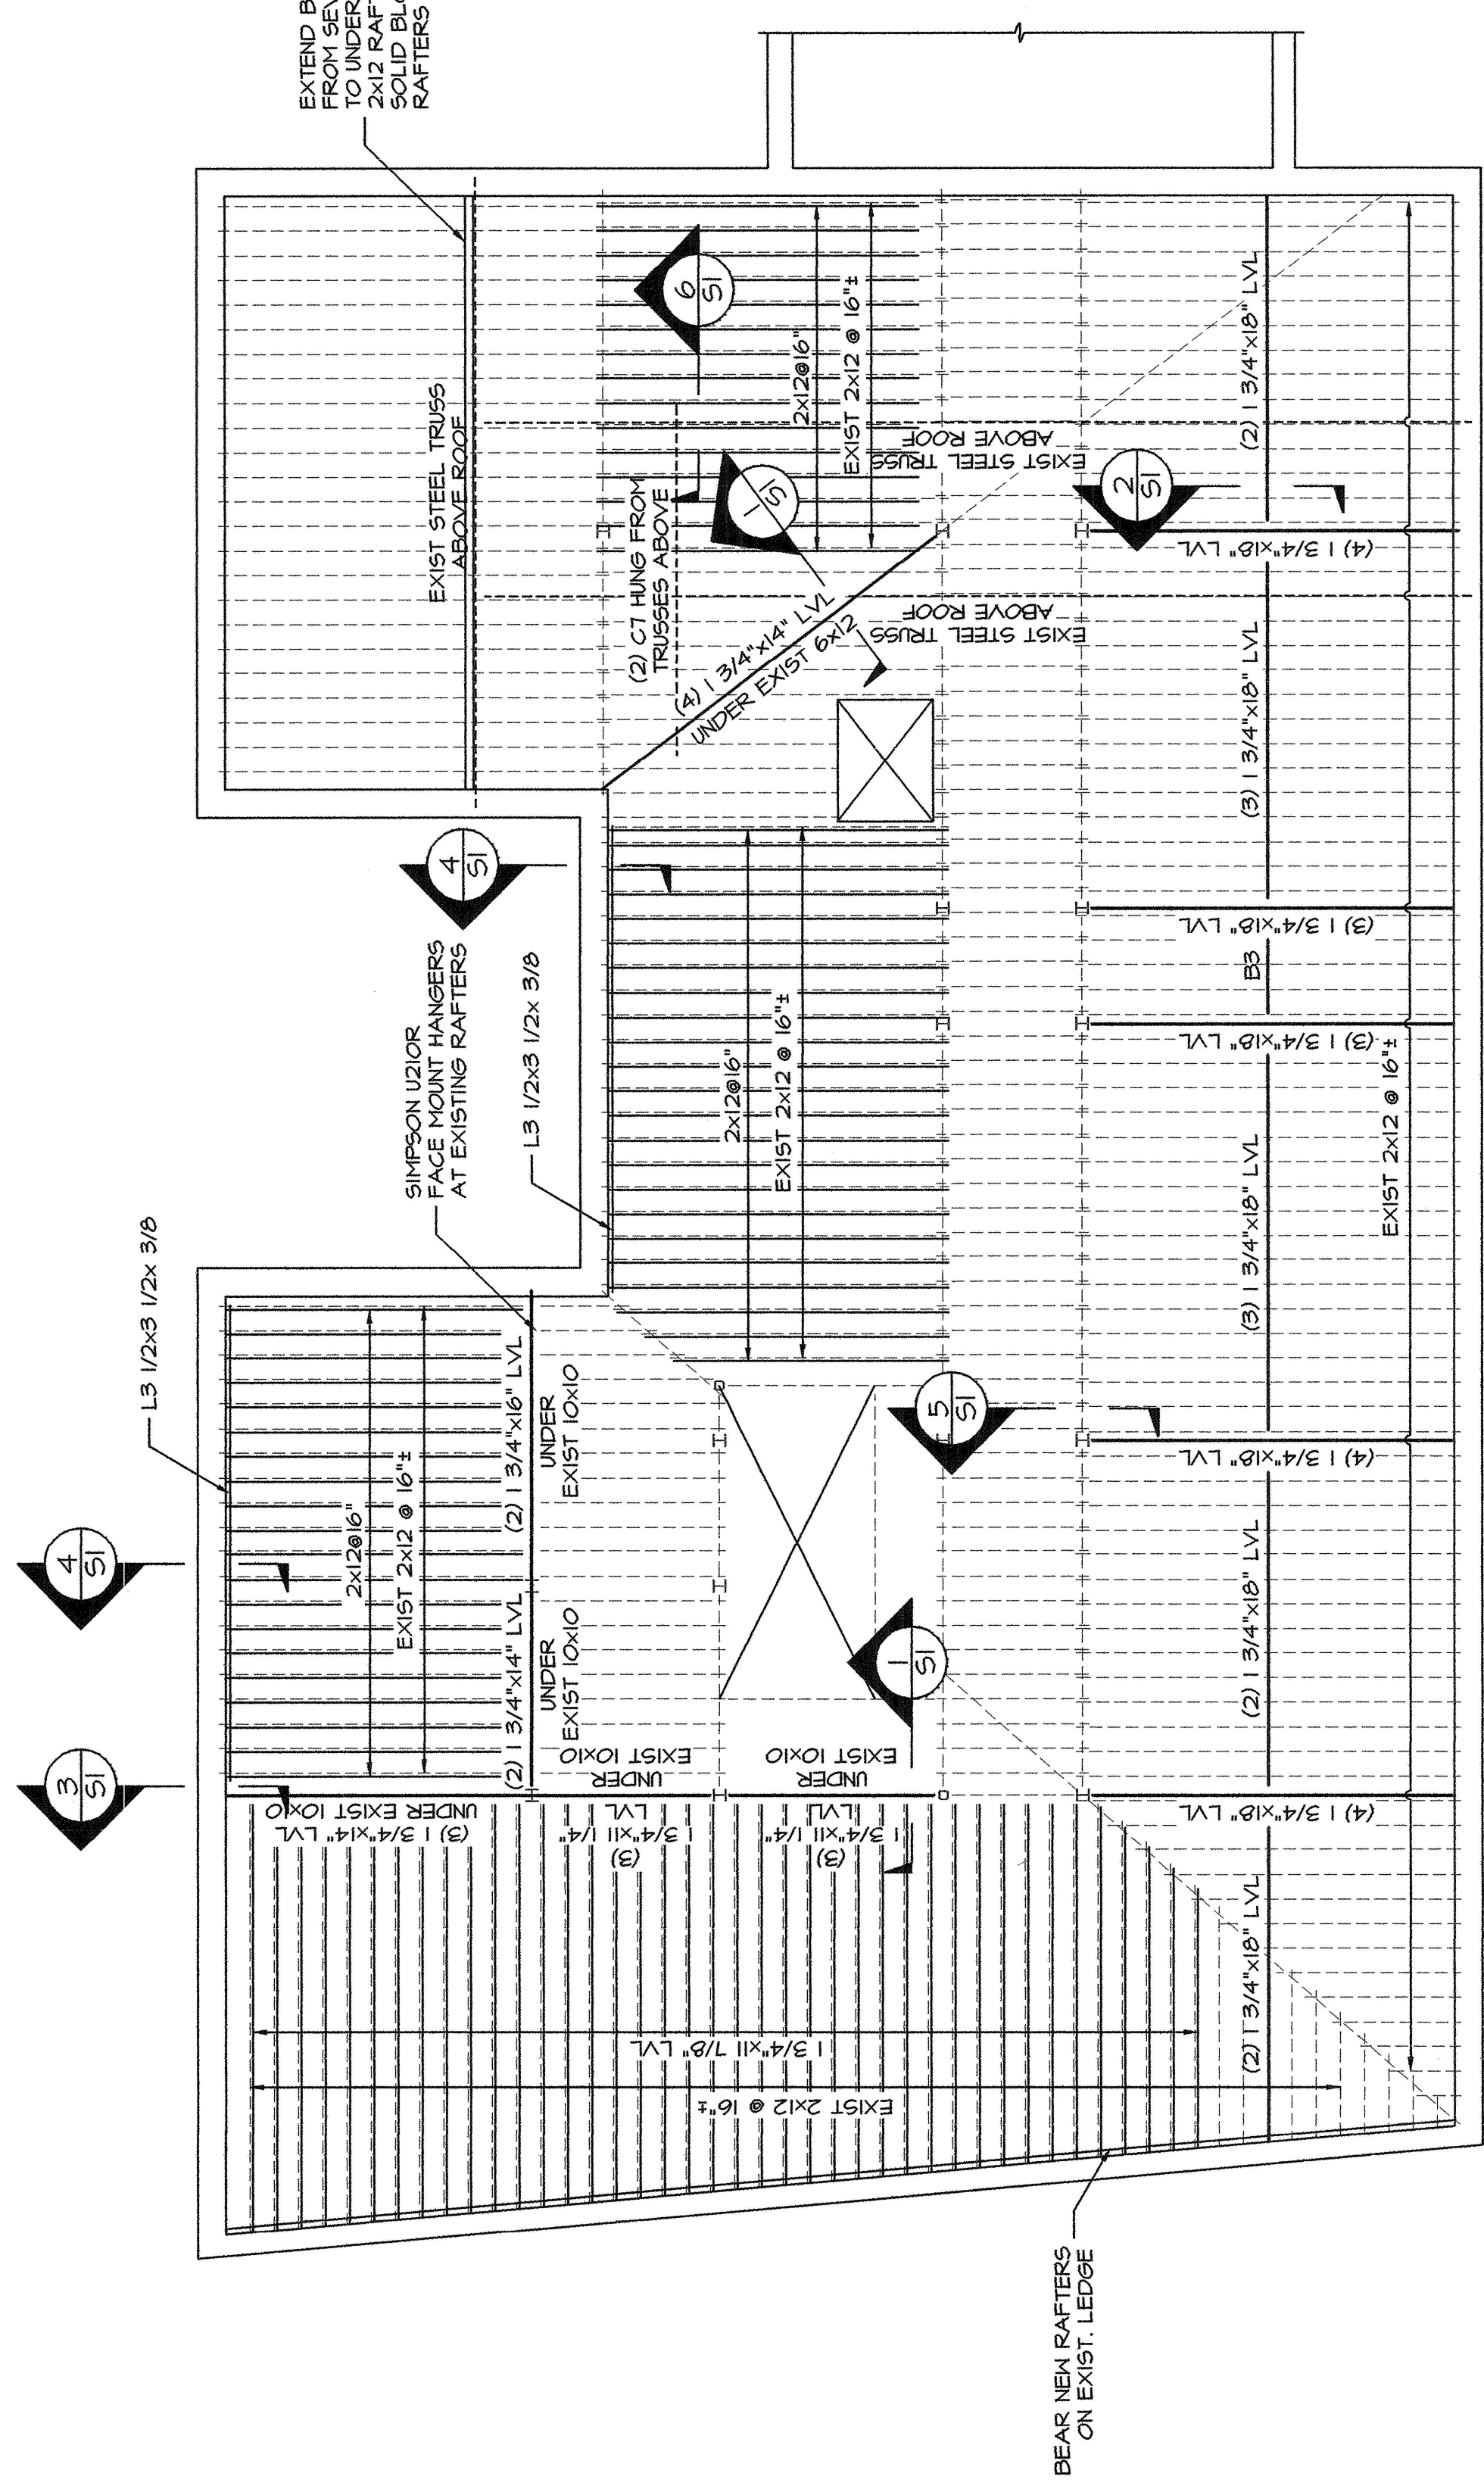 EXTEND B
FROM SEV
TO UNDER
2x12 RAFT
SOLID BLO
RAFTERS
EXIST STEEL TRUSS
ABOVE ROOF
6
S1
2x12@16"
EXIST 2x12 @ 16"±
(2) C7 HUNG FROM
TRUSSES ABOVE
1
S1
(4) 1 3/4"x14" LVL
UNDER EXIST 6x12
EXIST STEEL TRUSS
ABOVE ROOF
EXIST STEEL TRUSS
ABOVE ROOF
2
S1
(2) 1 3/4"x18" LVL
(4) 1 3/4"x18" LVL
(3) 1 3/4"x18" LVL
(3) 1 3/4"x18" LVL
B3
(3) 1 3/4"x18" LVL
EXIST 2x12 @ 16"±
(3) 1 3/4"x18" LVL
(4) 1 3/4"x18" LVL
(2) 1 3/4"x18" LVL
(4) 1 3/4"x18" LVL
(2) 1 3/4"x18" LVL
4
S1
SIMPSON U210R
FACE MOUNT HANGERS
AT EXISTING RAFTERS
L3 1/2x3 1/2x 3/8
2x12@16"
EXIST 2x12 @ 16"±
L3 1/2x3 1/2x 3/8
4
S1
3
S1
2x12@16"
EXIST 2x12 @ 16"±
(2) 1 3/4"x16" LVL
UNDER
EXIST 10x10
(2) 1 3/4"x14" LVL
UNDER
EXIST 10x10
5
S1
1
S1
(3) 1 3/4"x14" LVL
UNDER EXIST 10x10
(3)
1 3/4"x11 1/4"
LVL
UNDER
EXIST 10x10
(3)
1 3/4"x11 1/4"
LVL
UNDER
EXIST 10x10
1 3/4"x11 7/8" LVL
EXIST 2x12 @ 16"±
BEAR NEW RAFTERS
ON EXIST. LEDGE